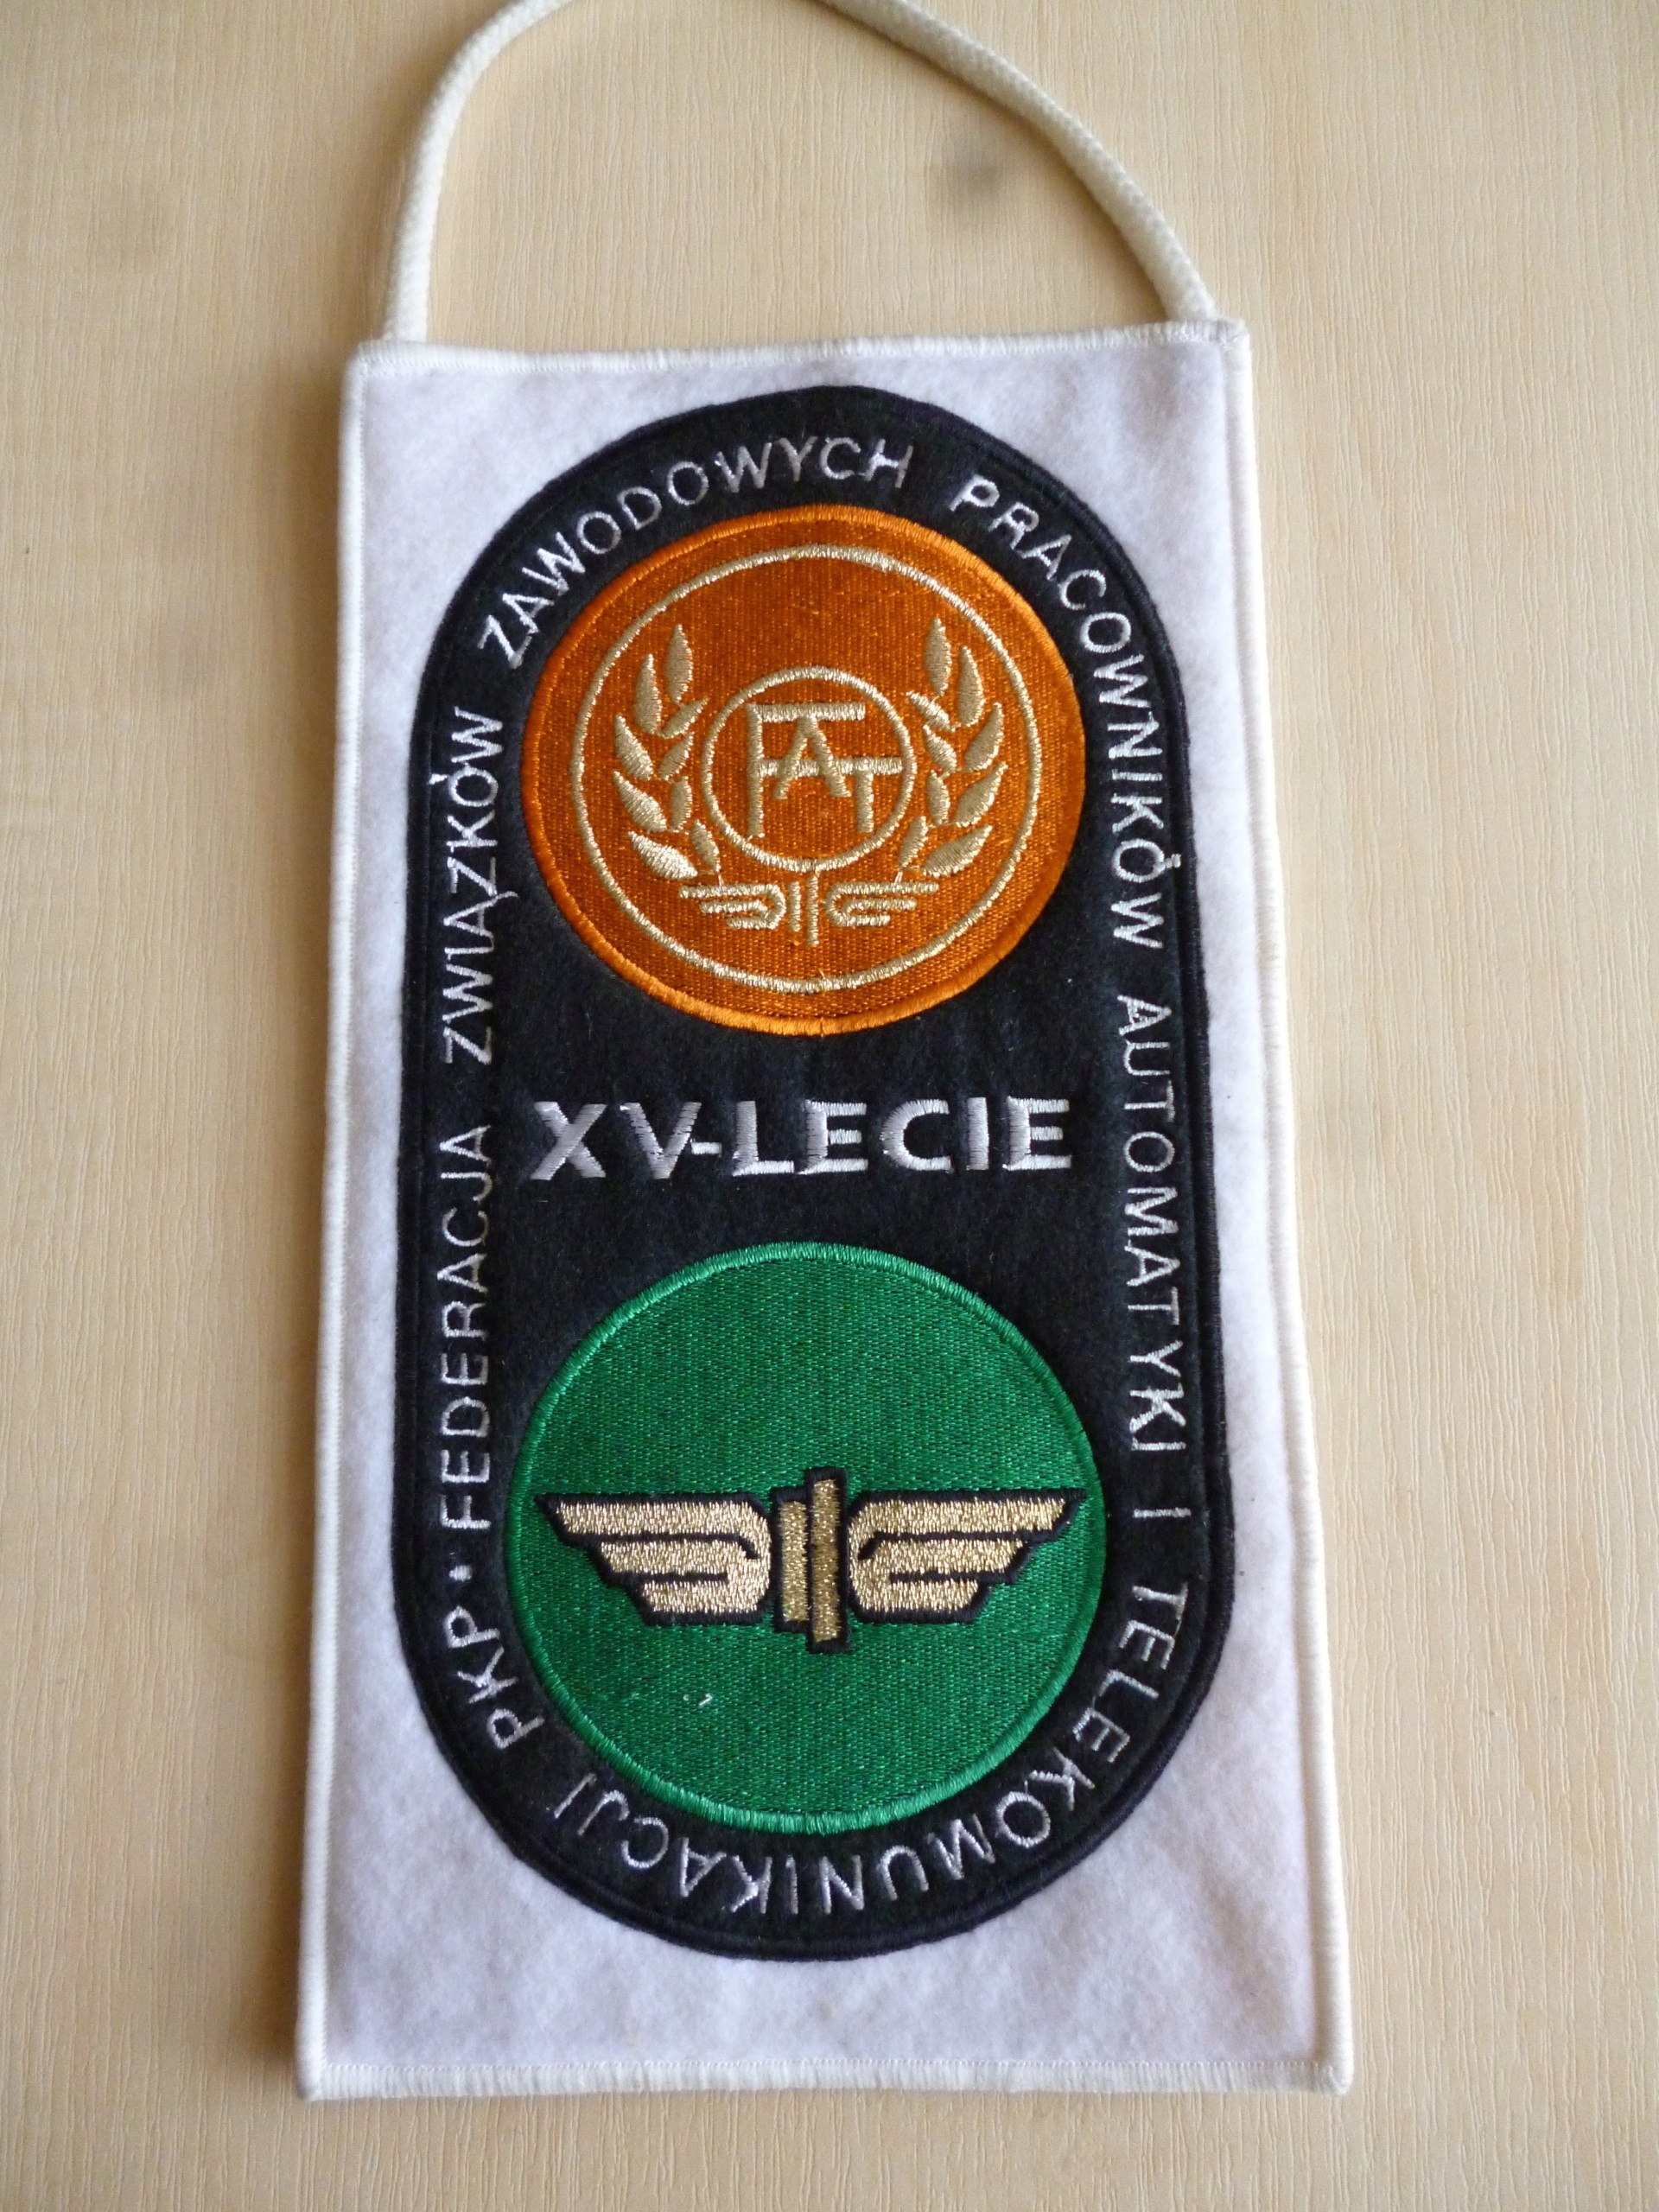 FEDERACJA ZWIĄZKÓW ZAWODOWYCH PRACOWNIKÓW AUTOMATYKI I TELEKOMUNIKACJI PKP
FAT
XV-LECIE